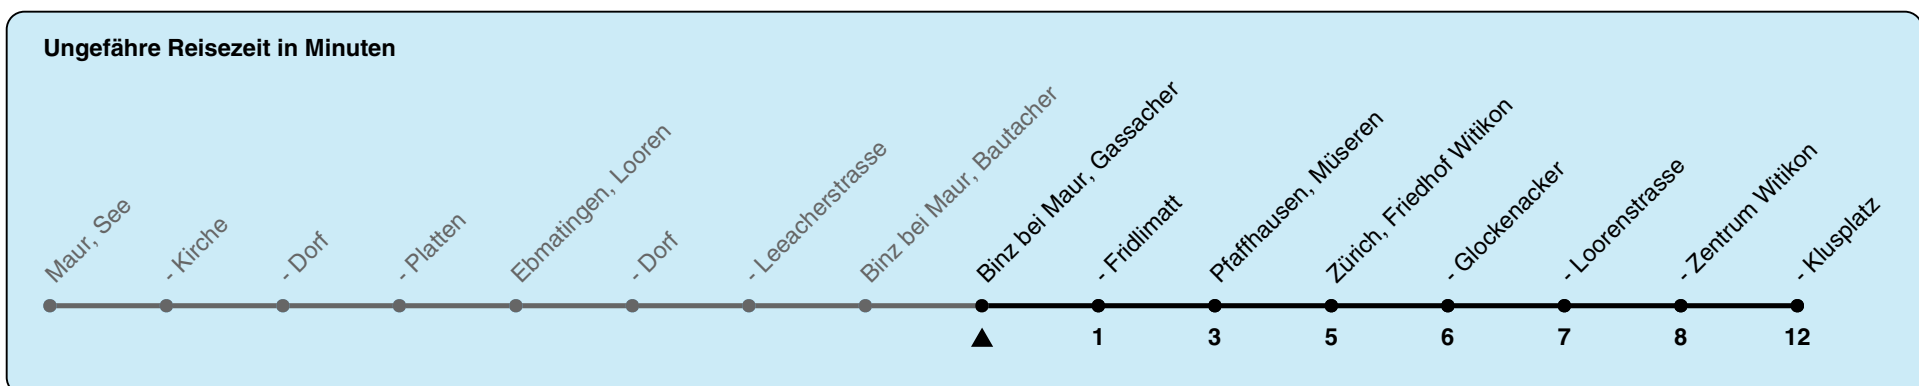 Ungefähre Reisezeit in Minuten
Maur, See
- Kirche
- Dorf
- Platten
Ebmatingen, Looren
- Dorf
- Leeacherstrasse
Binz bei Maur, Bautacher
Binz bei Maur, Gassacher
- Fridlimatt
Pfaffhausen, Müseren
Zürich, Friedhof Witikon
- Glockenacker
- Loorenstrasse
- Zentrum Witikon
- Klusplatz
1 3 5 6 7 8 12